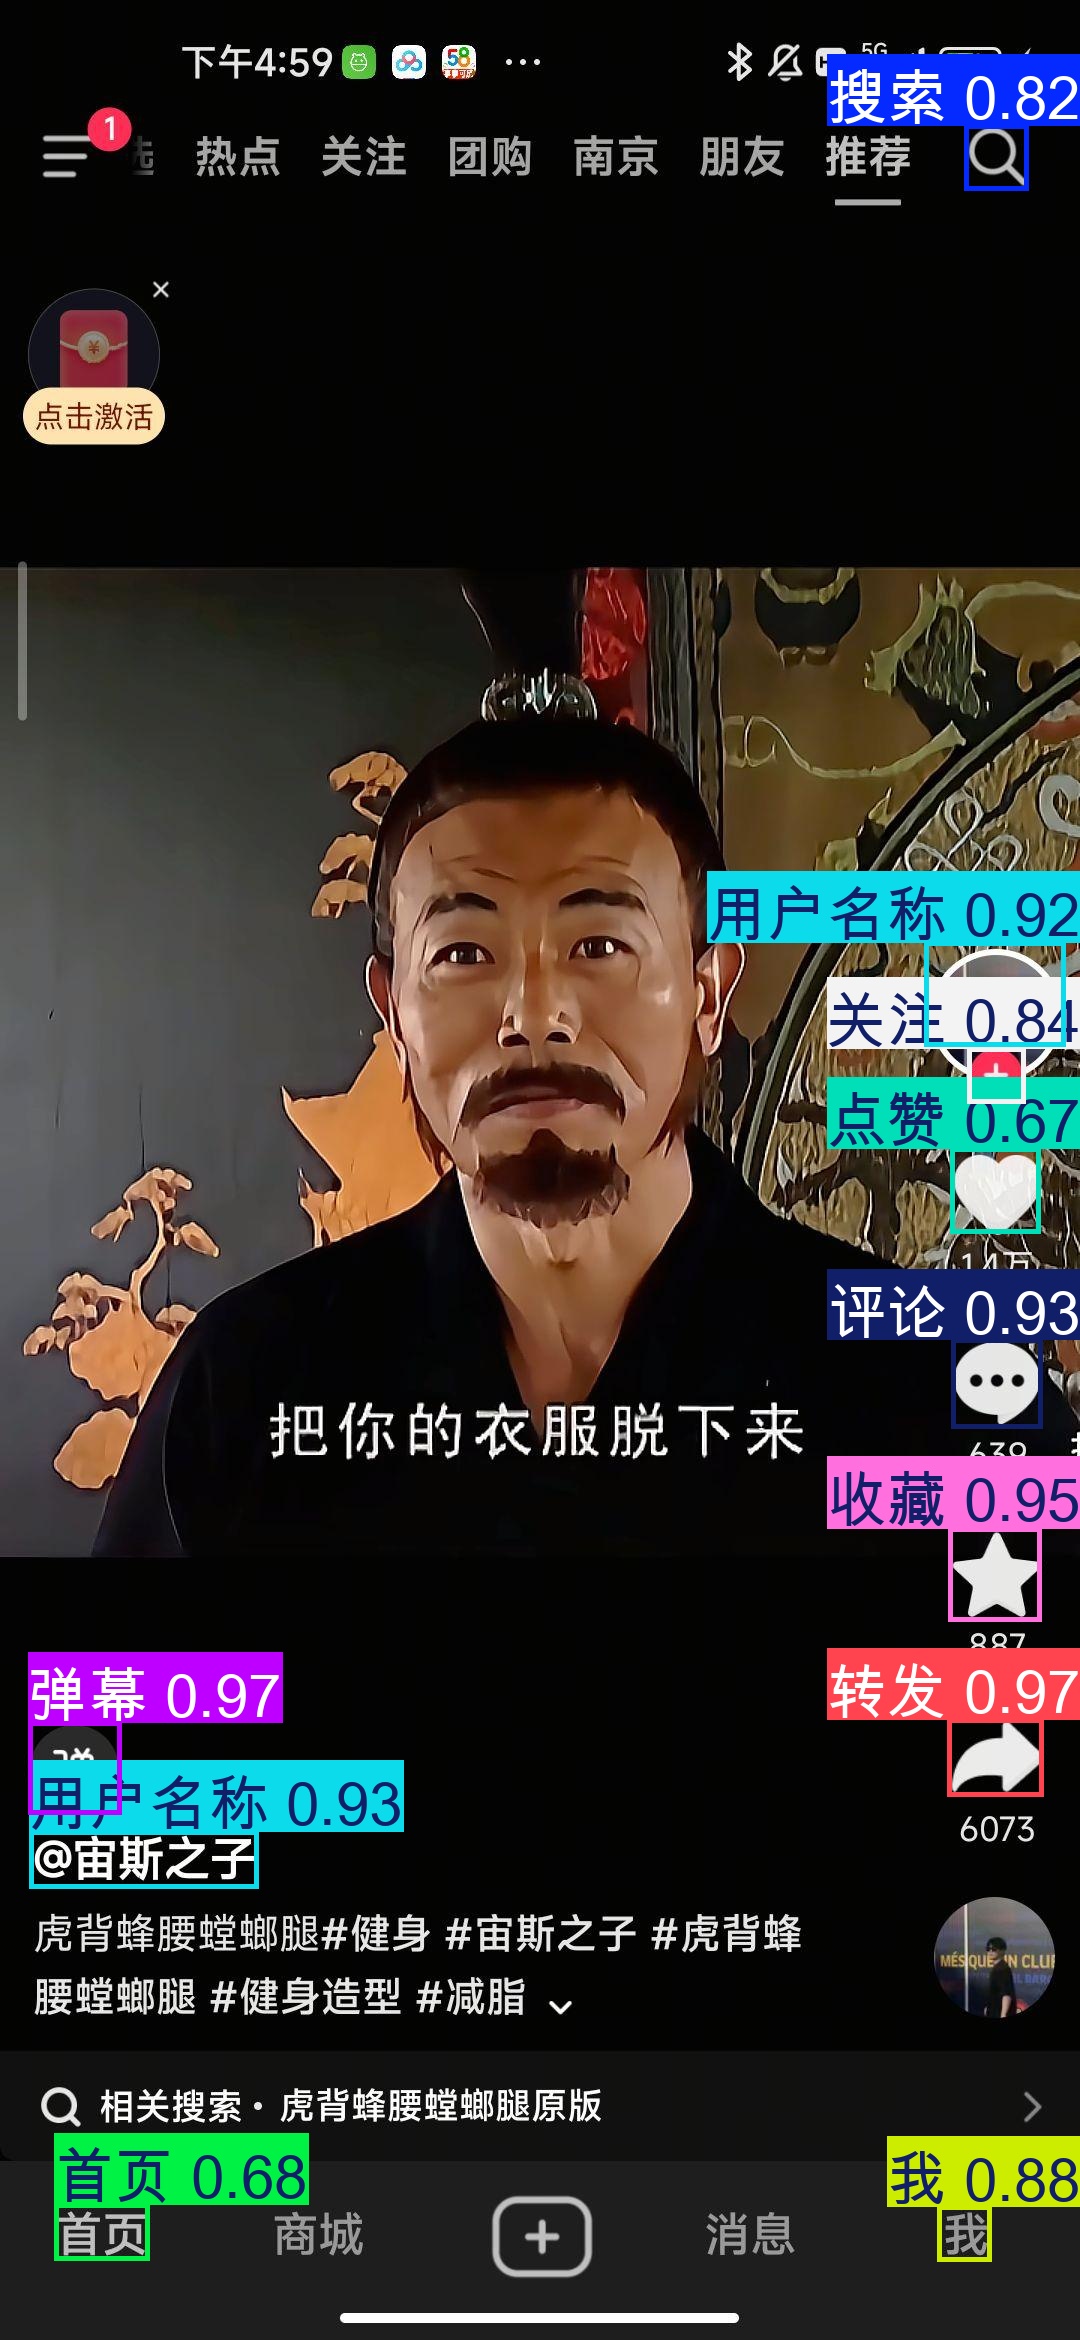 下午4:59 58 ... 5G
搜索 0.82
1
热点 关注 团购 南京 朋友 推荐
点击激活
用户名称 0.92
关注 0.84
点赞 0.67
评论 0.93
把你的衣服脱下来
收藏 0.95
弹幕 0.97
转发 0.97
用户名称 0.93
6073
@宙斯之子
虎背蜂腰螳螂腿#健身 #宙斯之子 #虎背蜂
腰螳螂腿 #健身造型 #减脂
相关搜索· 虎背蜂腰螳螂腿原版
首页 0.68
我 0.88
首页 商城 消息 我